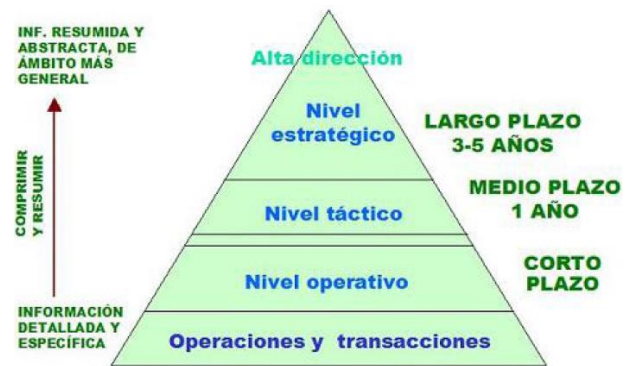 INF. RESUMIDA Y
ABSTRACTA, DE
ÁMBITO MÁS
GENERAL
COMPRIMIR
Y RESUMIR
INFORMACIÓN
DETALLADA Y
ESPECÍFICA
Alta dirección
Nivel
estratégico
Nivel táctico
Nivel operativo
Operaciones y transacciones
LARGO PLAZO
3-5 AÑOS
MEDIO PLAZO
1 AÑO
CORTO
PLAZO